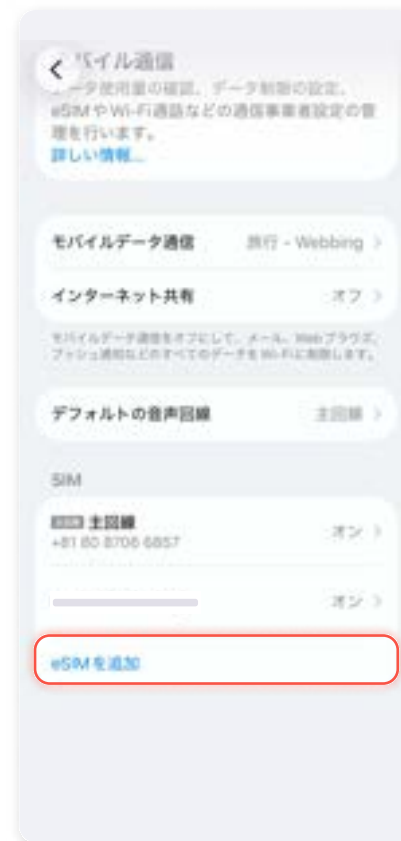 モバイル通信
データ使用量の確認、データ制限の設定、
eSIMやWi-Fi通話などの通信事業者設定の管
理を行います。
詳しい情報...
モバイルデータ通信 旅行 - Webbing
インターネット共有 オフ
モバイルデータ通信をオフにして、メール、Webブラウズ、
プッシュ通知などのすべてのデータをWi-Fiに制限します。
デフォルトの音声回線 主回線
SIM
主回線 オン
+81 80 8706 6857
オン
eSIMを追加